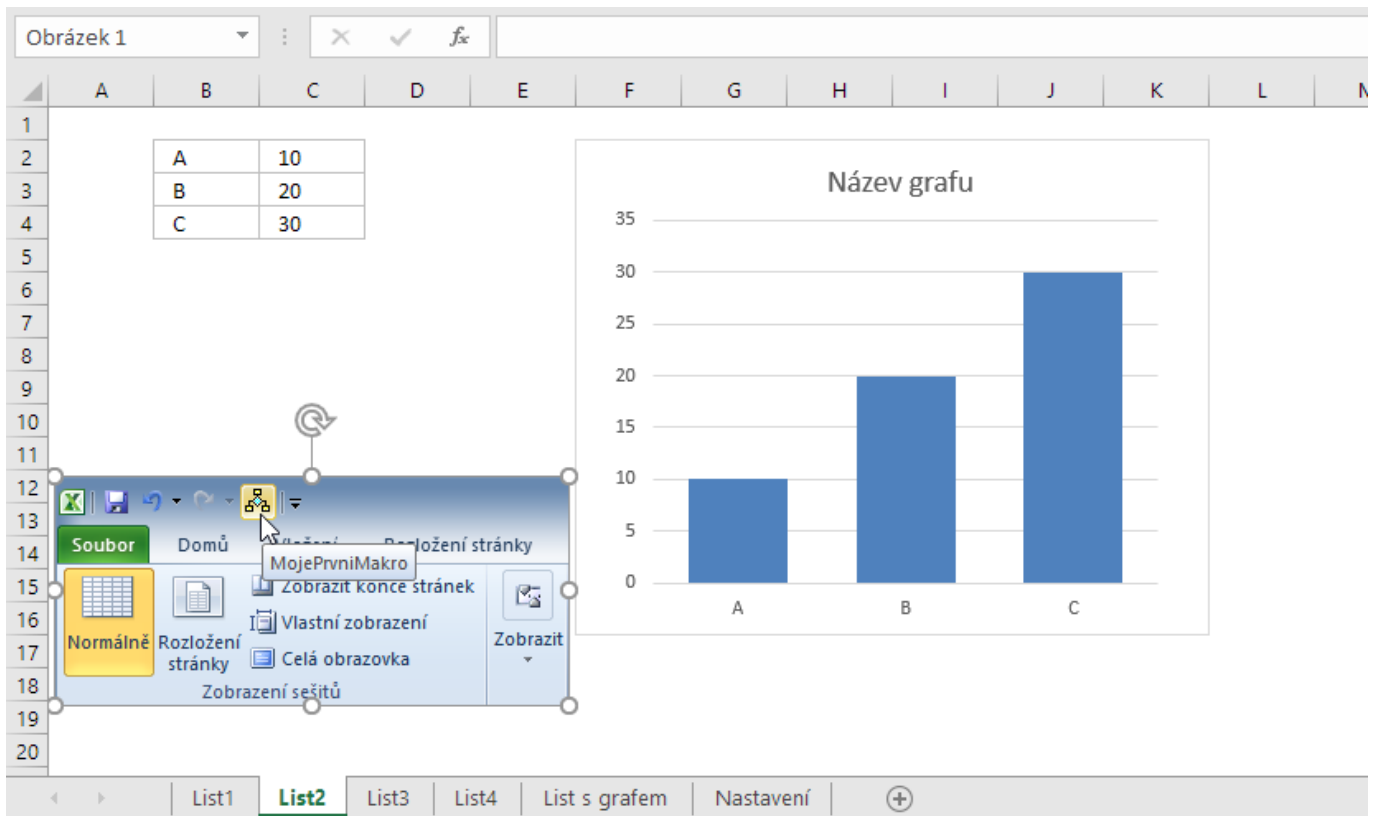 Obrázek 1 fx
A B C D E F G H I J K L
1
2 A 10
3 B 20
4 C 30
5
6
7
8
9
10
11
12
13
14
15
16
17
18
19
20
Název grafu
35
30
25
20
15
10
5
0
A B C
Soubor Domů Vložení Rozložení stránky
MojePrvniMakro
Zobrazit konce stránek
Vlastní zobrazení
Normálně Rozložení stránky Celá obrazovka Zobrazit
Zobrazení sešitů
List1 List2 List3 List4 List s grafem Nastavení